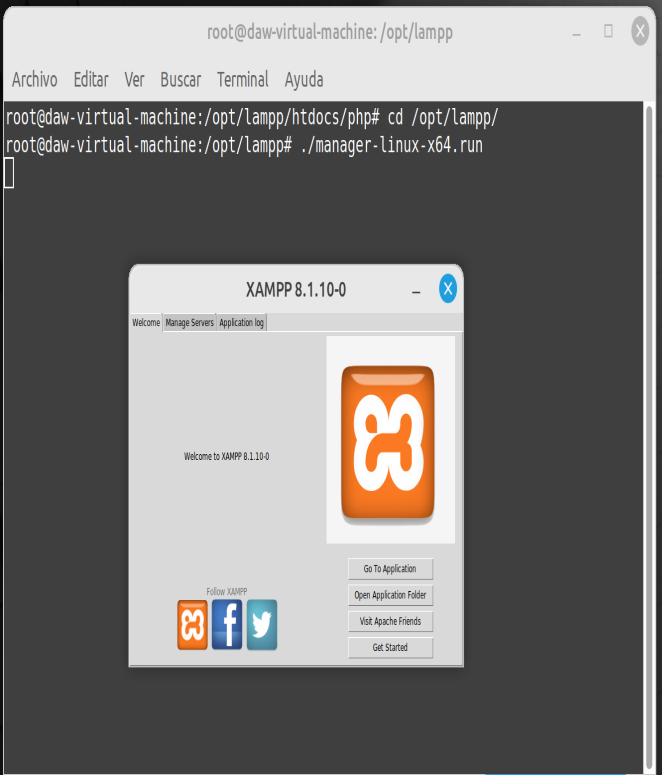 root@daw-virtual-machine: /opt/lampp
Archivo Editar Ver Buscar Terminal Ayuda
root@daw-virtual-machine:/opt/lampp/htdocs/php# cd /opt/lampp/
root@daw-virtual-machine:/opt/lampp# ./manager-linux-x64.run
XAMPP 8.1.10-0
Welcome Manage Servers Application log
Welcome to XAMPP 8.1.10-0
Go To Application
Open Application Folder
Visit Apache Friends
Get Started
Follow XAMPP